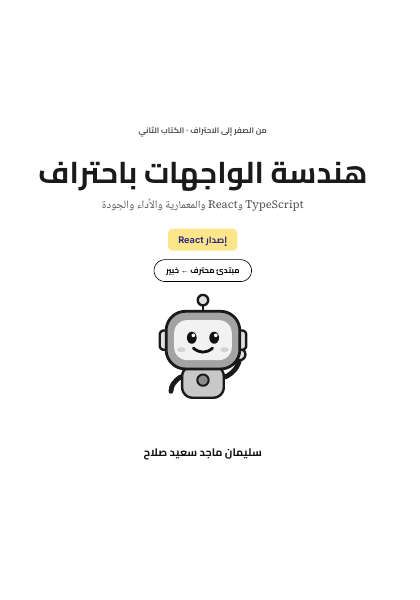 من الصفر إلى الاحتراف · الكتاب الثاني
هندسة الواجهات باحتراف
TypeScript وReact والمعمارية والأداء والجودة
إصدار React
مبتدئ محترف ← خبير
سليمان ماجد سعيد صلاح